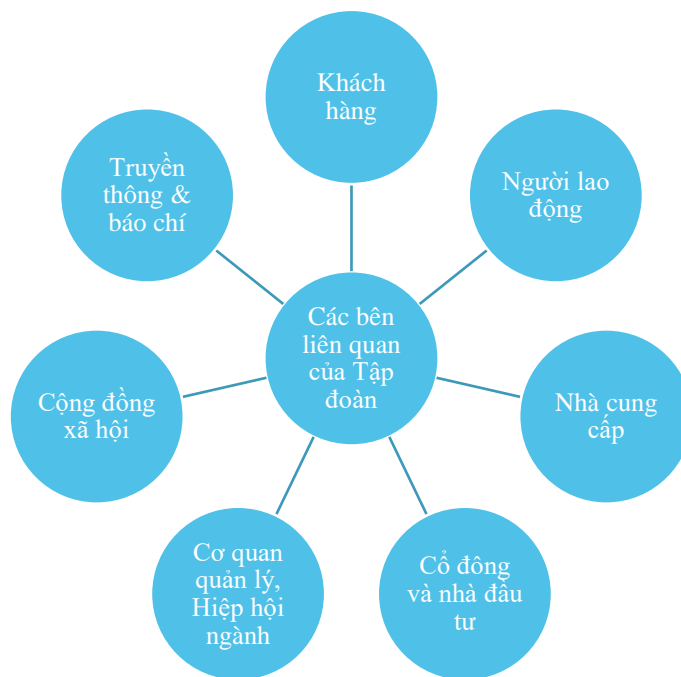 Khách
hàng
Người lao
động
Nhà cung
cấp
Cổ đông
và nhà đầu
tư
Cơ quan
quản lý,
Hiệp hội
ngành
Cộng đồng
xã hội
Truyền
thông &
báo chí
Các bên
liên quan
của Tập
đoàn